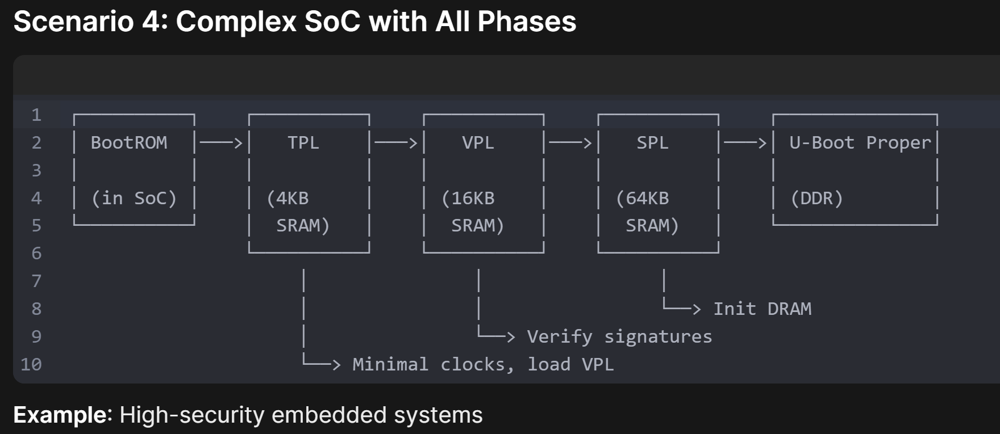 Scenario 4: Complex SoC with All Phases
1 ┌───────────┐ ┌───────────┐ ┌───────────┐ ┌───────────┐ ┌───────────────┐
2 │ BootROM │───>│ TPL │───>│ VPL │───>│ SPL │───>│ U-Boot Proper│
3 │ │ │ │ │ │ │ │ │ │
4 │ (in SoC) │ │ (4KB │ │ (16KB │ │ (64KB │ │ (DDR) │
5 └───────────┘ │ SRAM) │ │ SRAM) │ │ SRAM) │ └───────────────┘
6 └───────────┘ └───────────┘ └───────────┘
7 │ │ │
8 │ │ └──> Init DRAM
9 │ └──> Verify signatures
10 └──> Minimal clocks, load VPL
Example: High-security embedded systems